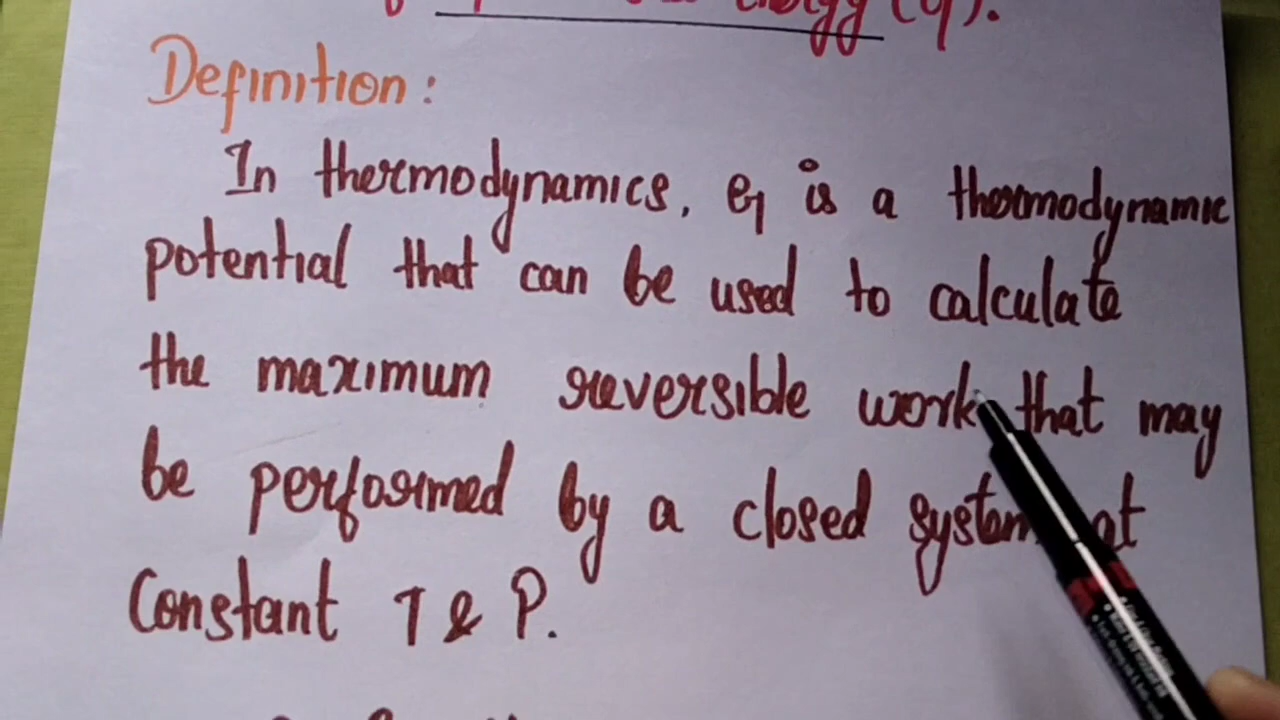 (G).
Definition :
In thermodynamics, G is a thermodynamic
potential that can be used to calculate
the maximum reversible work that may
be performed by a closed system at
Constant T & P.